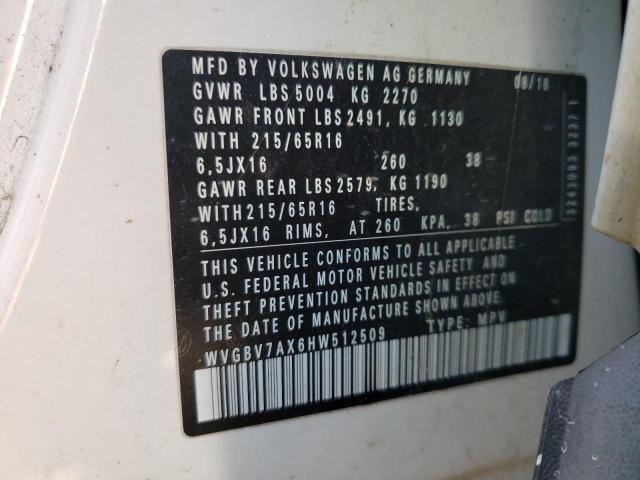 MFD BY VOLKSWAGEN AG GERMANY 08/16
GVWR LBS 5004 KG 2270
GAWR FRONT LBS 2491, KG 1130
WITH 215/65R16
6,5JX16 260 38
GAWR REAR LBS 2579, KG 1190
WITH 215/65R16 TIRES,
6,5JX16 RIMS, AT 260 KPA, 38 PSI COLD
THIS VEHICLE CONFORMS TO ALL APPLICABLE
U.S. FEDERAL MOTOR VEHICLE SAFETY AND
THEFT PREVENTION STANDARDS IN EFFECT ON
THE DATE OF MANUFACTURE SHOWN ABOVE.
WVGBV7AX6HW512509 TYPE: MPV